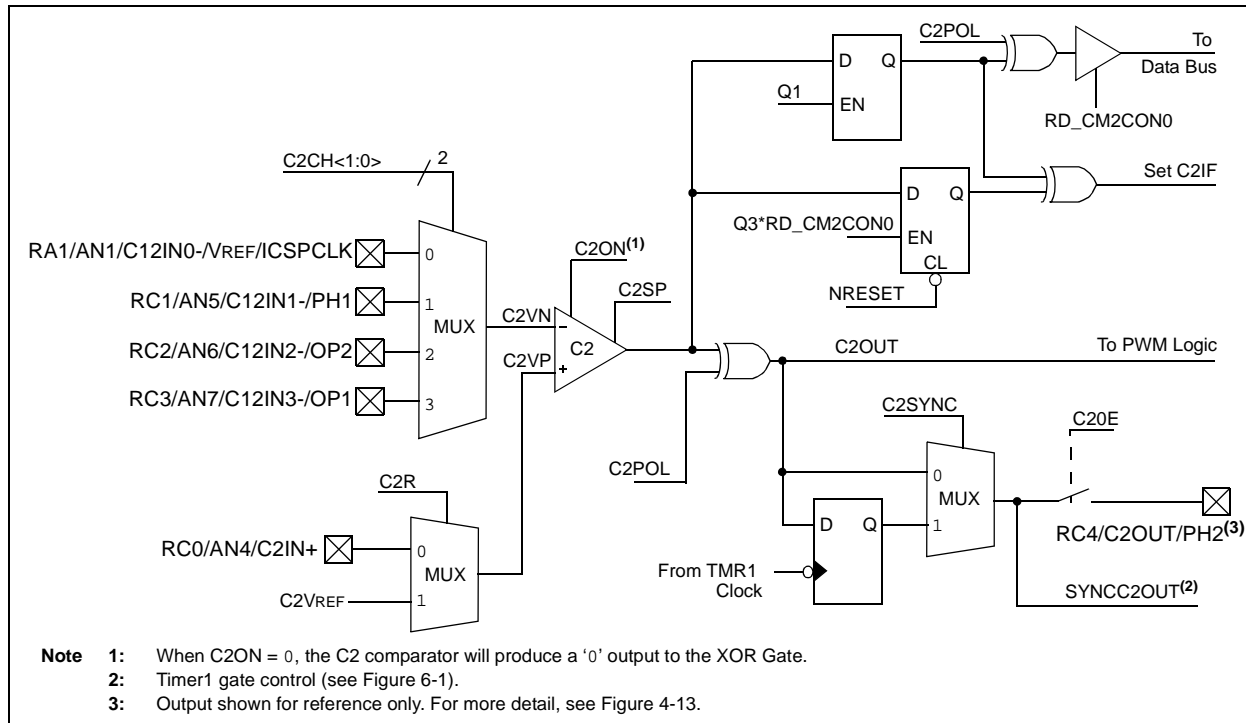 C2POL
To
Data Bus
D Q
Q1
EN
RD_CM2CON0
C2CH<1:0>
2
Set C2IF
D Q
Q3*RD_CM2CON0
EN
CL
NRESET
RA1/AN1/C12IN0-/VREF/ICSPCLK
0
RC1/AN5/C12IN1-/PH1
1
MUX
RC2/AN6/C12IN2-/OP2
2
RC3/AN7/C12IN3-/OP1
3
C2ON(1)
C2SP
C2VN
–
C2
C2VP
+
C2OUT
To PWM Logic
C2POL
C2SYNC
C20E
0
MUX
1
D Q
From TMR1
Clock
RC4/C2OUT/PH2(3)
SYNCC2OUT(2)
C2R
RC0/AN4/C2IN+
0
MUX
C2VREF
1
Note 1: When C2ON = 0, the C2 comparator will produce a ‘0’ output to the XOR Gate.
2: Timer1 gate control (see Figure 6-1).
3: Output shown for reference only. For more detail, see Figure 4-13.